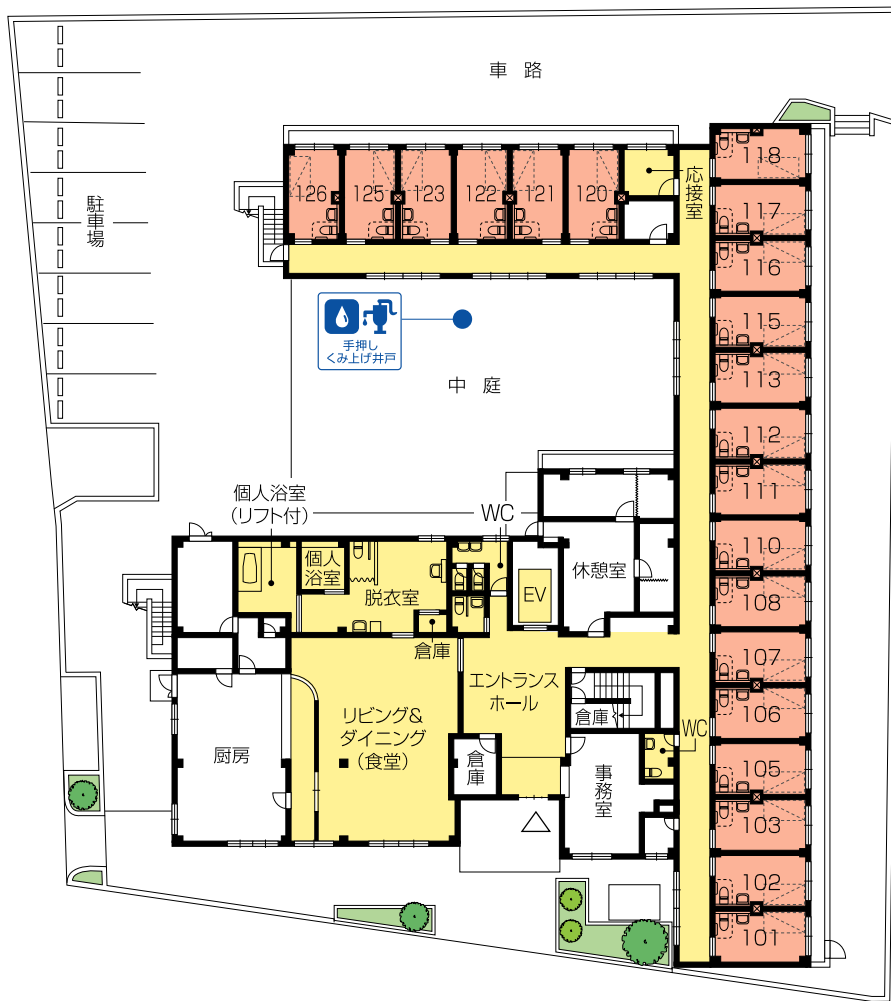 車 路
駐車場
126
125
123
122
121
120
応接室
118
117
116
115
113
112
111
110
108
107
106
105
103
102
101
手押し
くみ上げ井戸
中 庭
個人浴室
(リフト付)
WC
個人
浴室
脱衣室
EV
休憩室
倉庫
エントランス
ホール
リビング&
ダイニング
(食堂)
倉庫
WC
厨房
倉庫
事務室